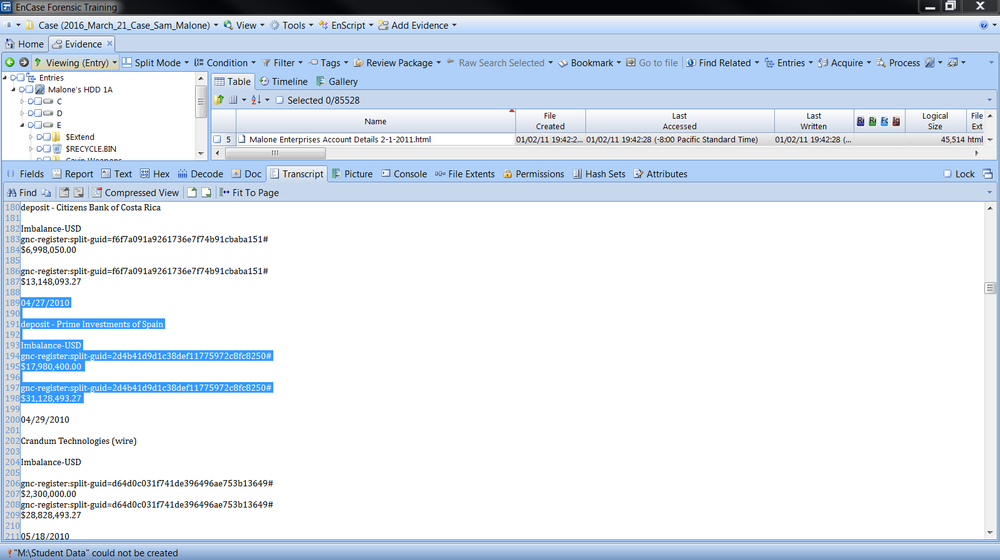 EnCase Forensic Training
Case (2016_March_21_Case_Sam_Malone) View Tools EnScript Add Evidence
Home Evidence
Viewing (Entry) Split Mode Condition Filter Tags Review Package Raw Search Selected Bookmark Go to file Find Related Entries Acquire Process
Entries
Malone's HDD 1A
C
D
E
$Extend
$RECYCLE.BIN
Gavin Weapons
Table Timeline Gallery
Selected 0/85528
Name File Created Last Accessed Last Written Re Re Fo Ig Logical Size File Ext
5 Malone Enterprises Account Details 2-1-2011.html 01/02/11 19:42:2... 01/02/11 19:42:28 (-8:00 Pacific Standard Time) 01/02/11 19:42:28 (-... 45,514 html
Fields Report Text Hex Decode Doc Transcript Picture Console File Extents Permissions Hash Sets Attributes Lock
Find Compressed View Fit To Page
180 deposit - Citizens Bank of Costa Rica
181
182 Imbalance-USD
183 gnc-register:split-guid=f6f7a091a9261736e7f74b91cbaba151#
184 $6,998,050.00
185
186 gnc-register:split-guid=f6f7a091a9261736e7f74b91cbaba151#
187 $13,148,093.27
188
189 04/27/2010
190
191 deposit - Prime Investments of Spain
192
193 Imbalance-USD
194 gnc-register:split-guid=2d4b41d9d1c38def11775972c8fc8250#
195 $17,980,400.00
196
197 gnc-register:split-guid=2d4b41d9d1c38def11775972c8fc8250#
198 $31,128,493.27
199
200 04/29/2010
201
202 Crandum Technologies (wire)
203
204 Imbalance-USD
205
206 gnc-register:split-guid=d64d0c031f741de396496ae753b13649#
207 $2,300,000.00
208 gnc-register:split-guid=d64d0c031f741de396496ae753b13649#
209 $28,828,493.27
210
211 05/18/2010
"M:\Student Data" could not be created